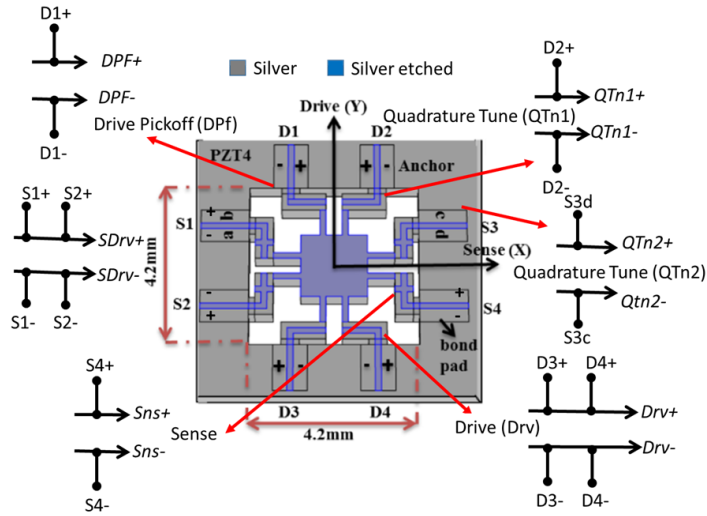 D1+
DPF+
DPF-
D1-
Drive Pickoff (DPf)
Silver
Silver etched
D2+
QTn1+
QTn1-
D2-
Quadrature Tune (QTn1)
Drive (Y)
D1
D2
PZT4
- +
+ -
Anchor
S1+ S2+
SDrv+
SDrv-
S1- S2-
S3d
QTn2+
Quadrature Tune (QTn2)
Qtn2-
S3c
S1
+
-
a b
c d
S3
Sense (X)
4.2mm
S2
-
+
+
-
S4
bond
pad
+ -
- +
D3
D4
4.2mm
S4+
Sns+
Sns-
S4-
Sense
Drive (Drv)
D3+ D4+
Drv+
Drv-
D3- D4-